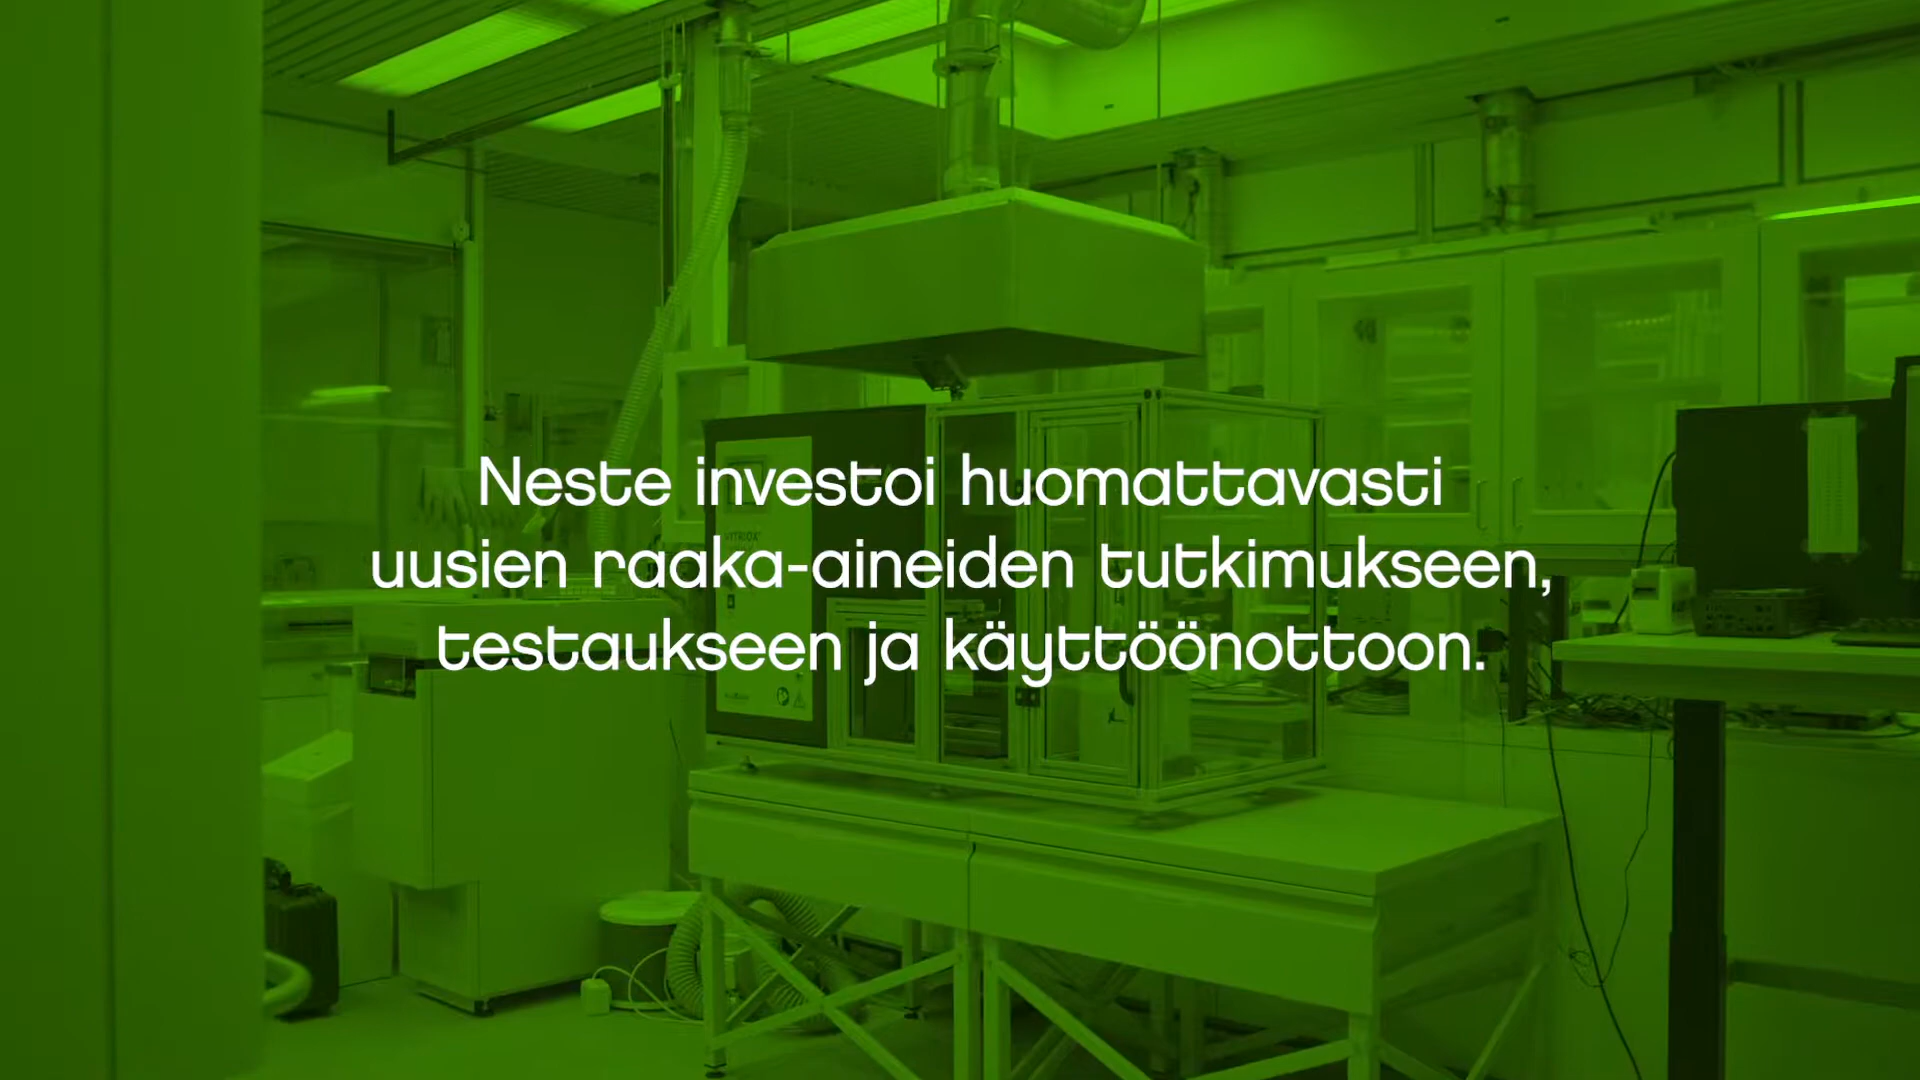 Neste investoi huomattavasti
uusien raaka-aineiden tutkimukseen,
testaukseen ja käyttöönottoon.